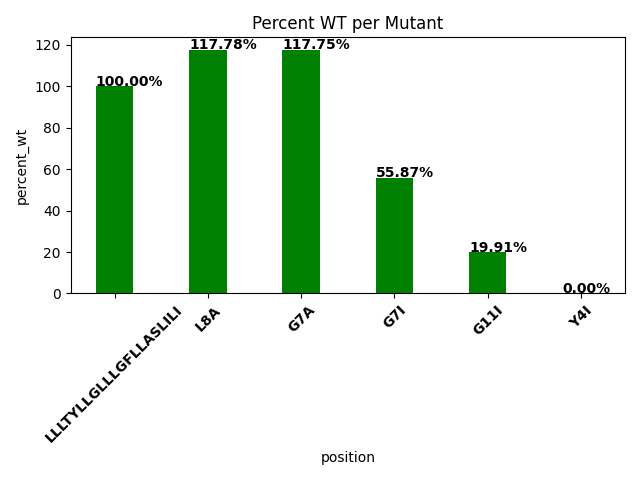 Percent WT per Mutant
percent_wt
120
100
80
60
40
20
0
100.00%
117.78%
117.75%
55.87%
19.91%
0.00%
LLLTYLLGLLLGFLLASLILI
L8A
G7A
G7I
G11I
Y4I
position